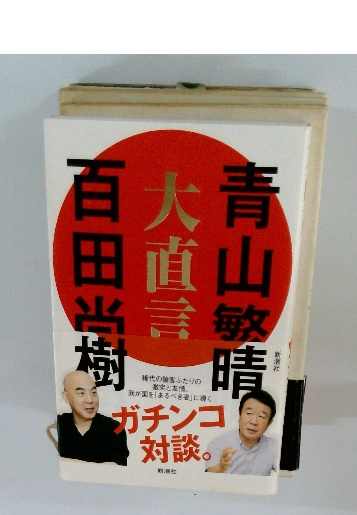 青山繁晴
大直言
百田尚樹
新潮社
稀代の論客ふたりの
激突と友情。
我が国を「あるべき姿」に導く
ガチンコ
対談。
新潮社